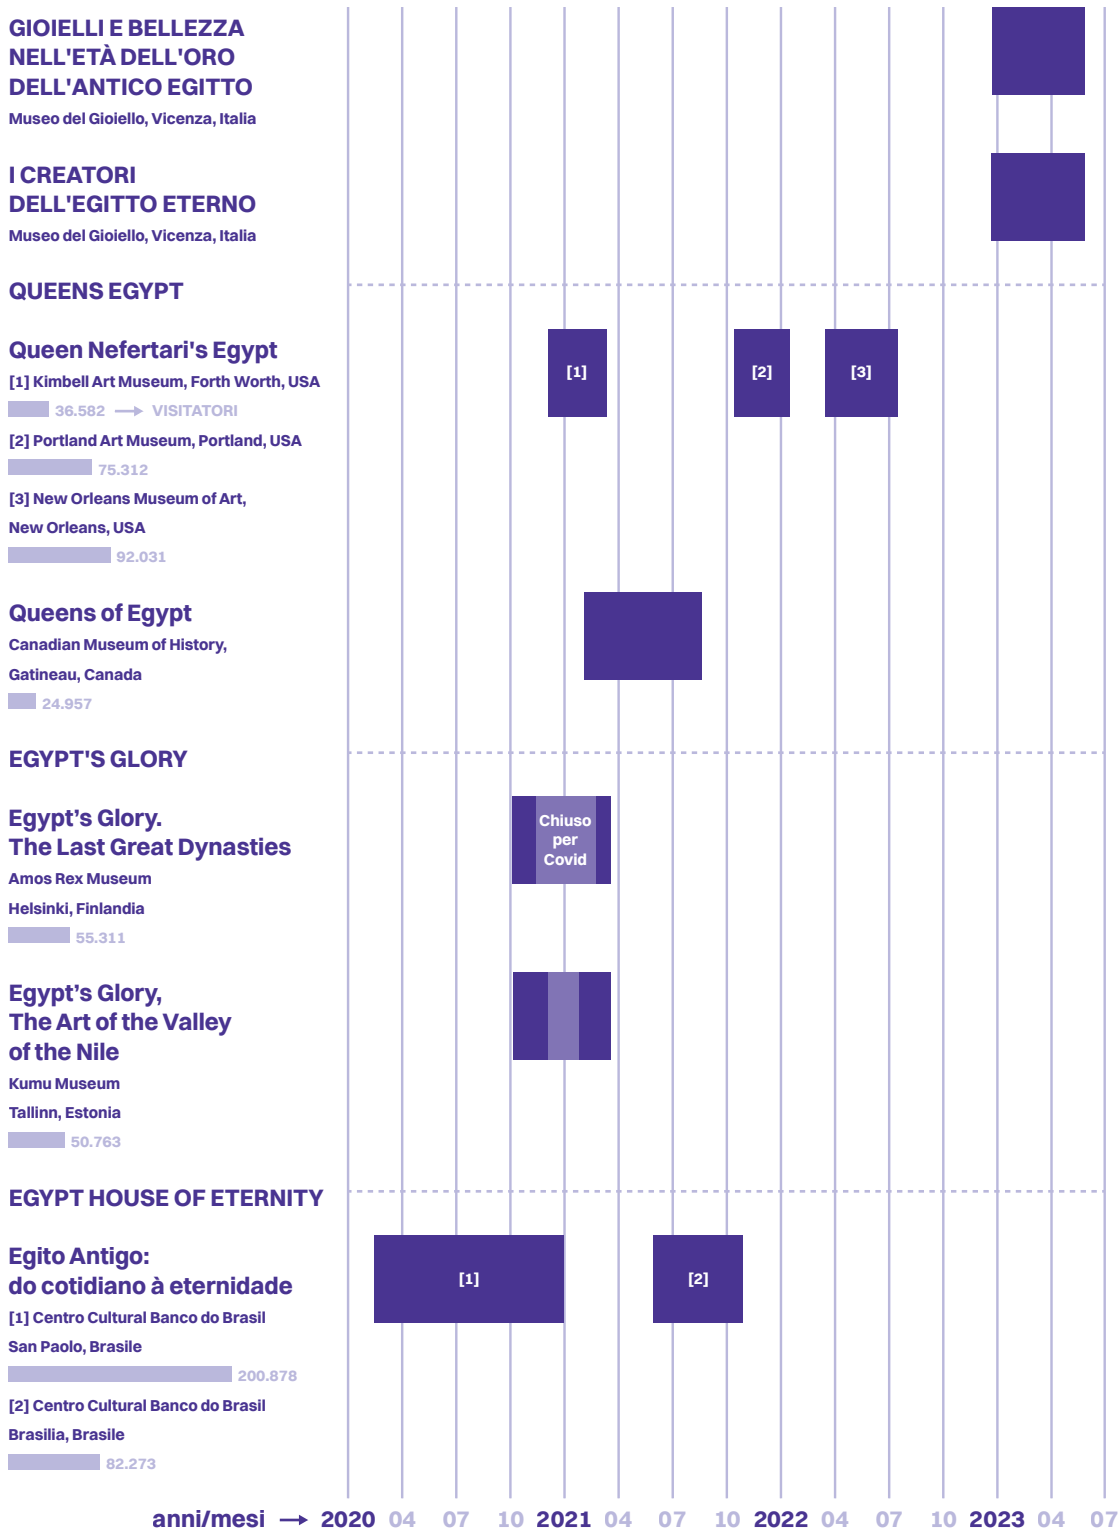 GIOIELLI E BELLEZZA
NELL'ETÀ DELL'ORO
DELL'ANTICO EGITTO
Museo del Gioiello, Vicenza, Italia
I CREATORI
DELL'EGITTO ETERNO
Museo del Gioiello, Vicenza, Italia
QUEENS EGYPT
Queen Nefertari's Egypt
[1] Kimbell Art Museum, Forth Worth, USA
36.582 → VISITATORI
[2] Portland Art Museum, Portland, USA
75.312
[3] New Orleans Museum of Art,
New Orleans, USA
92.031
[1] [2] [3]
Queens of Egypt
Canadian Museum of History,
Gatineau, Canada
24.957
EGYPT'S GLORY
Egypt’s Glory.
The Last Great Dynasties
Amos Rex Museum
Helsinki, Finlandia
55.311
Chiuso
per
Covid
Egypt’s Glory,
The Art of the Valley
of the Nile
Kumu Museum
Tallinn, Estonia
50.763
EGYPT HOUSE OF ETERNITY
Egito Antigo:
do cotidiano à eternidade
[1] Centro Cultural Banco do Brasil
San Paolo, Brasile
200.878
[2] Centro Cultural Banco do Brasil
Brasilia, Brasile
82.273
[1] [2]
anni/mesi → 2020 04 07 10 2021 04 07 10 2022 04 07 10 2023 04 07